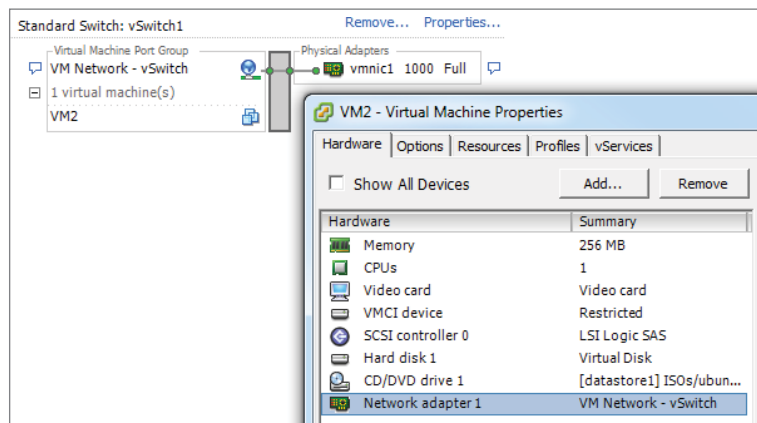 Standard Switch: vSwitch1 Remove... Properties...
Virtual Machine Port Group Physical Adapters
VM Network - vSwitch vmnic1 1000 Full
1 virtual machine(s)
VM2
VM2 - Virtual Machine Properties
Hardware Options Resources Profiles vServices
Show All Devices Add... Remove
Hardware Summary
Memory 256 MB
CPUs 1
Video card Video card
VMCI device Restricted
SCSI controller 0 LSI Logic SAS
Hard disk 1 Virtual Disk
CD/DVD drive 1 [datastore1] ISOs/ubun...
Network adapter 1 VM Network - vSwitch